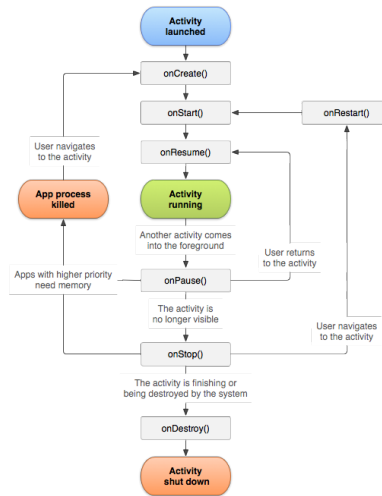 Activity
launched
onCreate()
onStart()
onRestart()
User navigates
to the activity
onResume()
App process
killed
Activity
running
Another activity comes
into the foreground
User returns
to the activity
Apps with higher priority
need memory
onPause()
The activity is
no longer visible
User navigates
to the activity
onStop()
The activity is finishing or
being destroyed by the system
onDestroy()
Activity
shut down